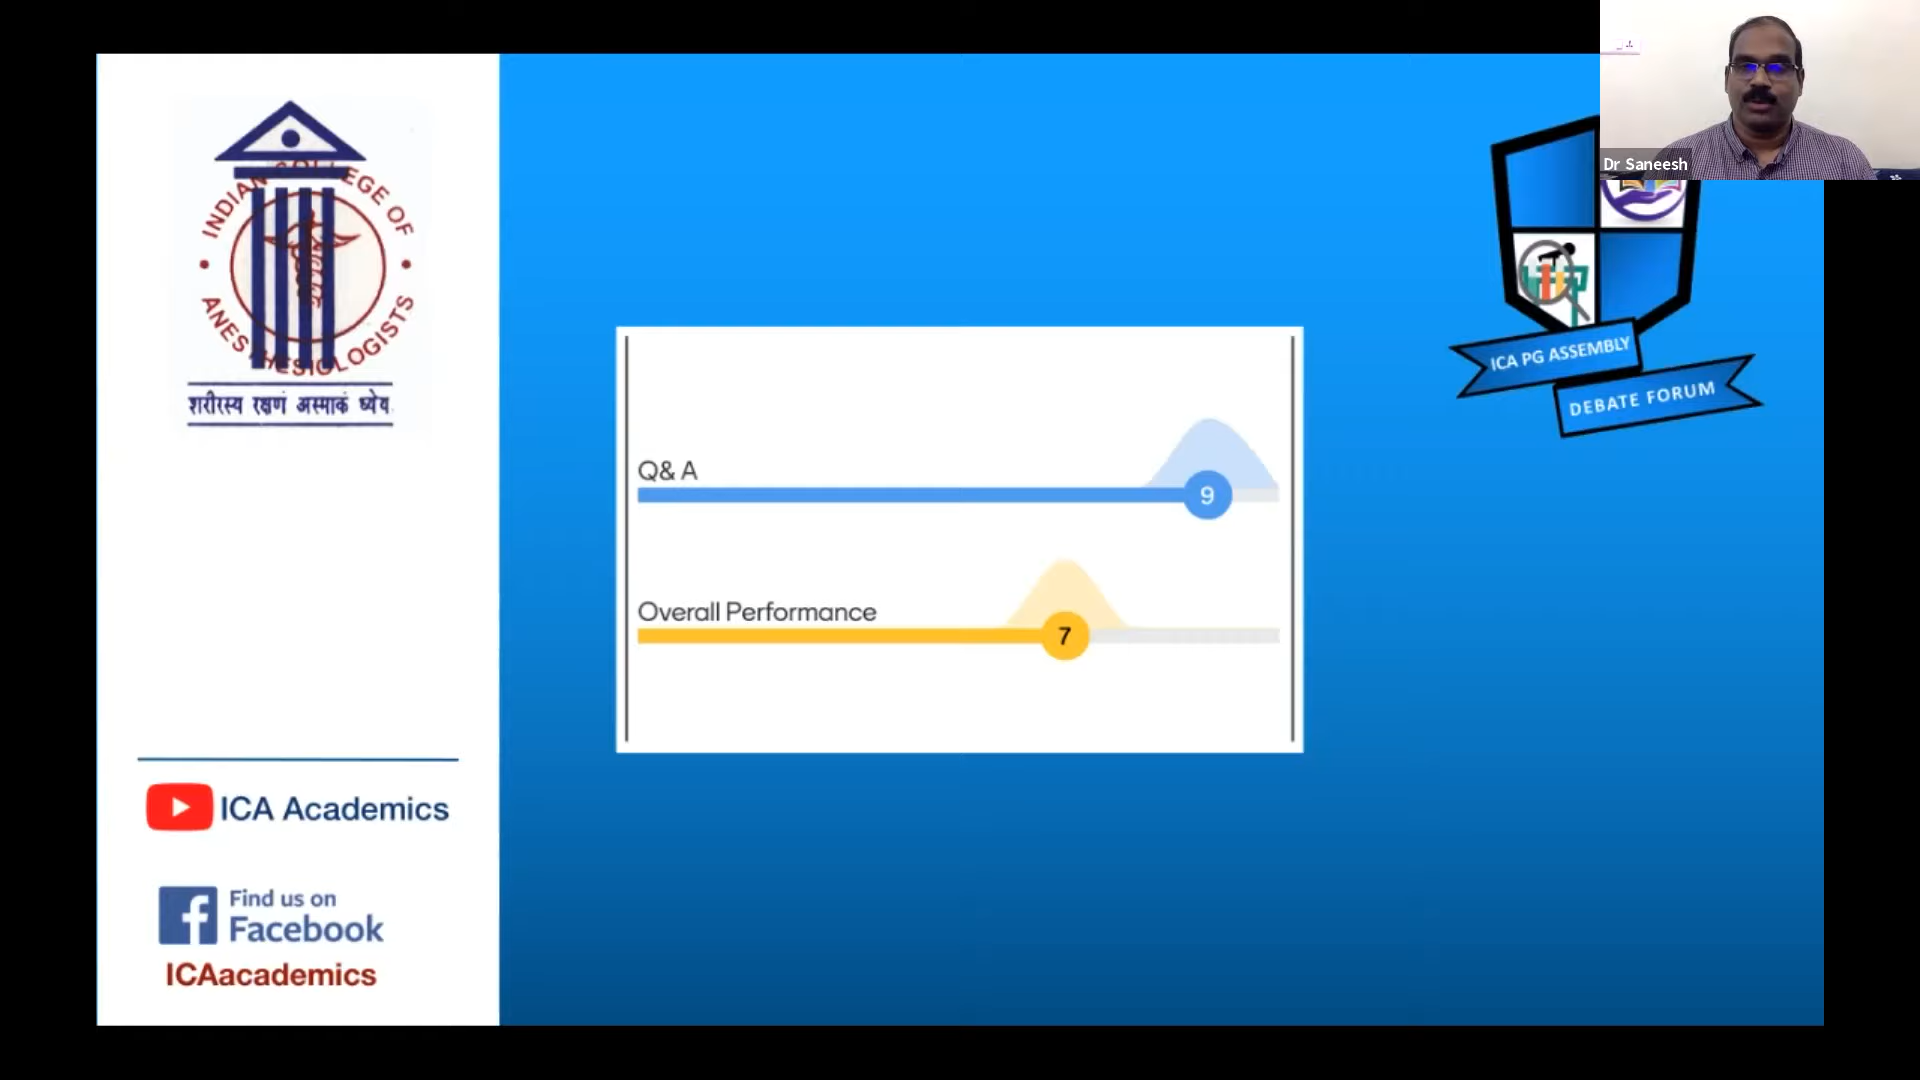 INDIAN COLLEGE OF
ANESTHESIOLOGISTS
शरीरस्य रक्षणं अस्माकं ध्येय
ICA Academics
Find us on
Facebook
ICAacademics
Q& A
9
Overall Performance
7
Dr Saneesh
ICA PG ASSEMBLY
DEBATE FORUM